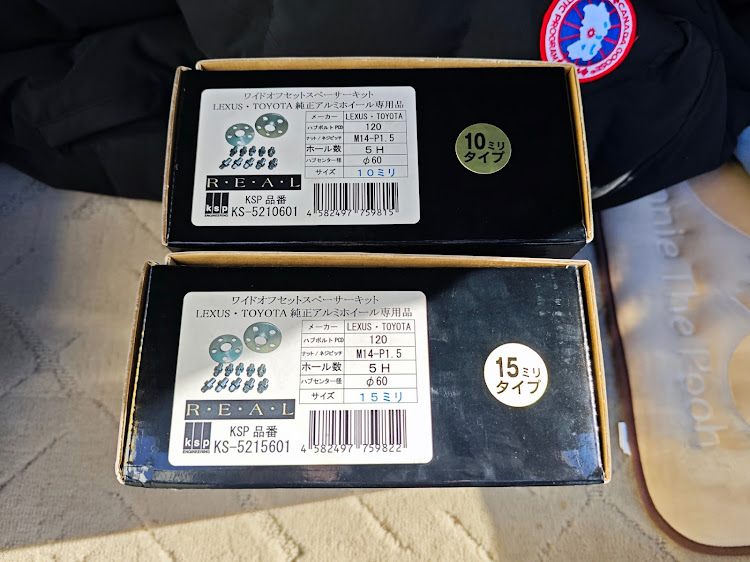 CANADA GOOSE
ワイドオフセットスペーサーキット
LEXUS・TOYOTA 純正アルミホイール専用品
メーカー LEXUS・TOYOTA
ハブボルトPCD 120
ナット/ネジピッチ M14-P1.5
ホール数 5H
ハブセンター径 φ60
サイズ 10ミリ
R・E・A・L
ksp
ENGINEERING
KSP 品番
KS-5210601
4 582497 759815
10ミリ
タイプ
ワイドオフセットスペーサーキット
LEXUS・TOYOTA 純正アルミホイール専用品
メーカー LEXUS・TOYOTA
ハブボルトPCD 120
ナット/ネジピッチ M14-P1.5
ホール数 5H
ハブセンター径 φ60
サイズ 15ミリ
R・E・A・L
ksp
ENGINEERING
KSP 品番
KS-5215601
4 582497 759822
15ミリ
タイプ
nnie The Pooh